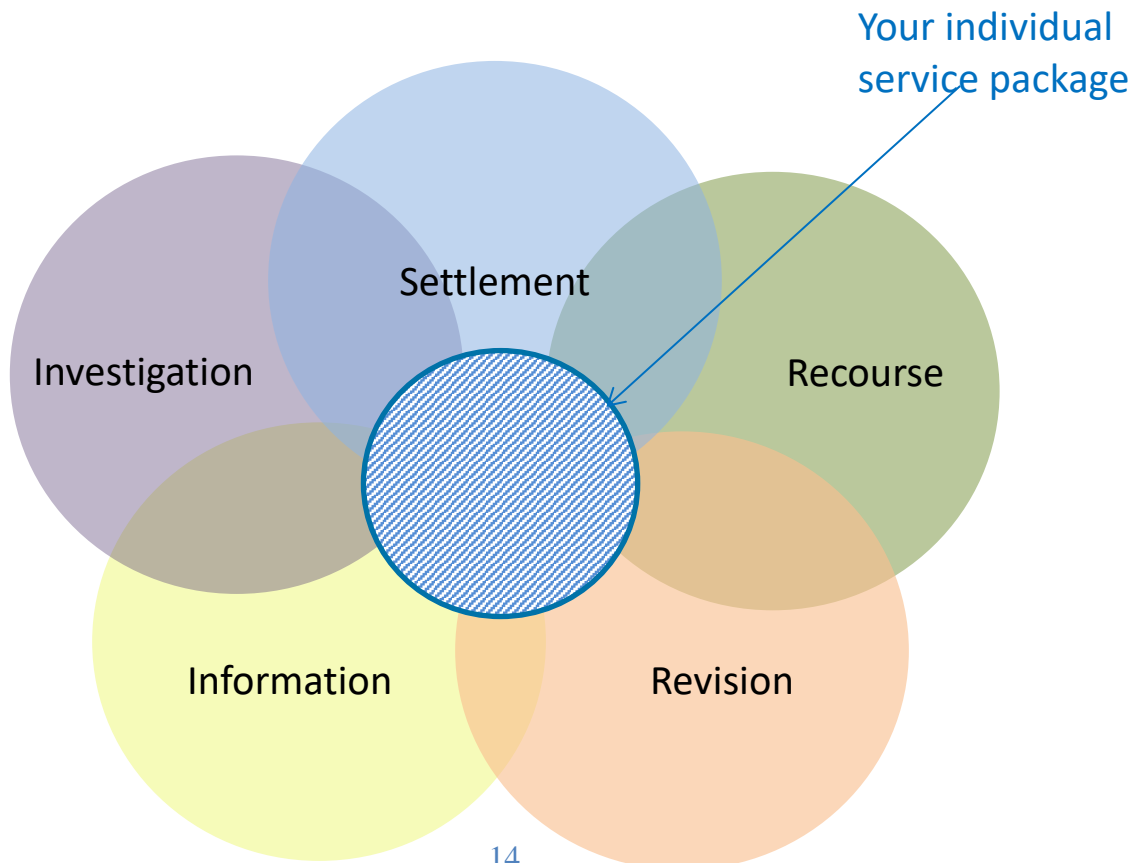 Your individual
service package
Settlement
Investigation
Recourse
Information
Revision
14